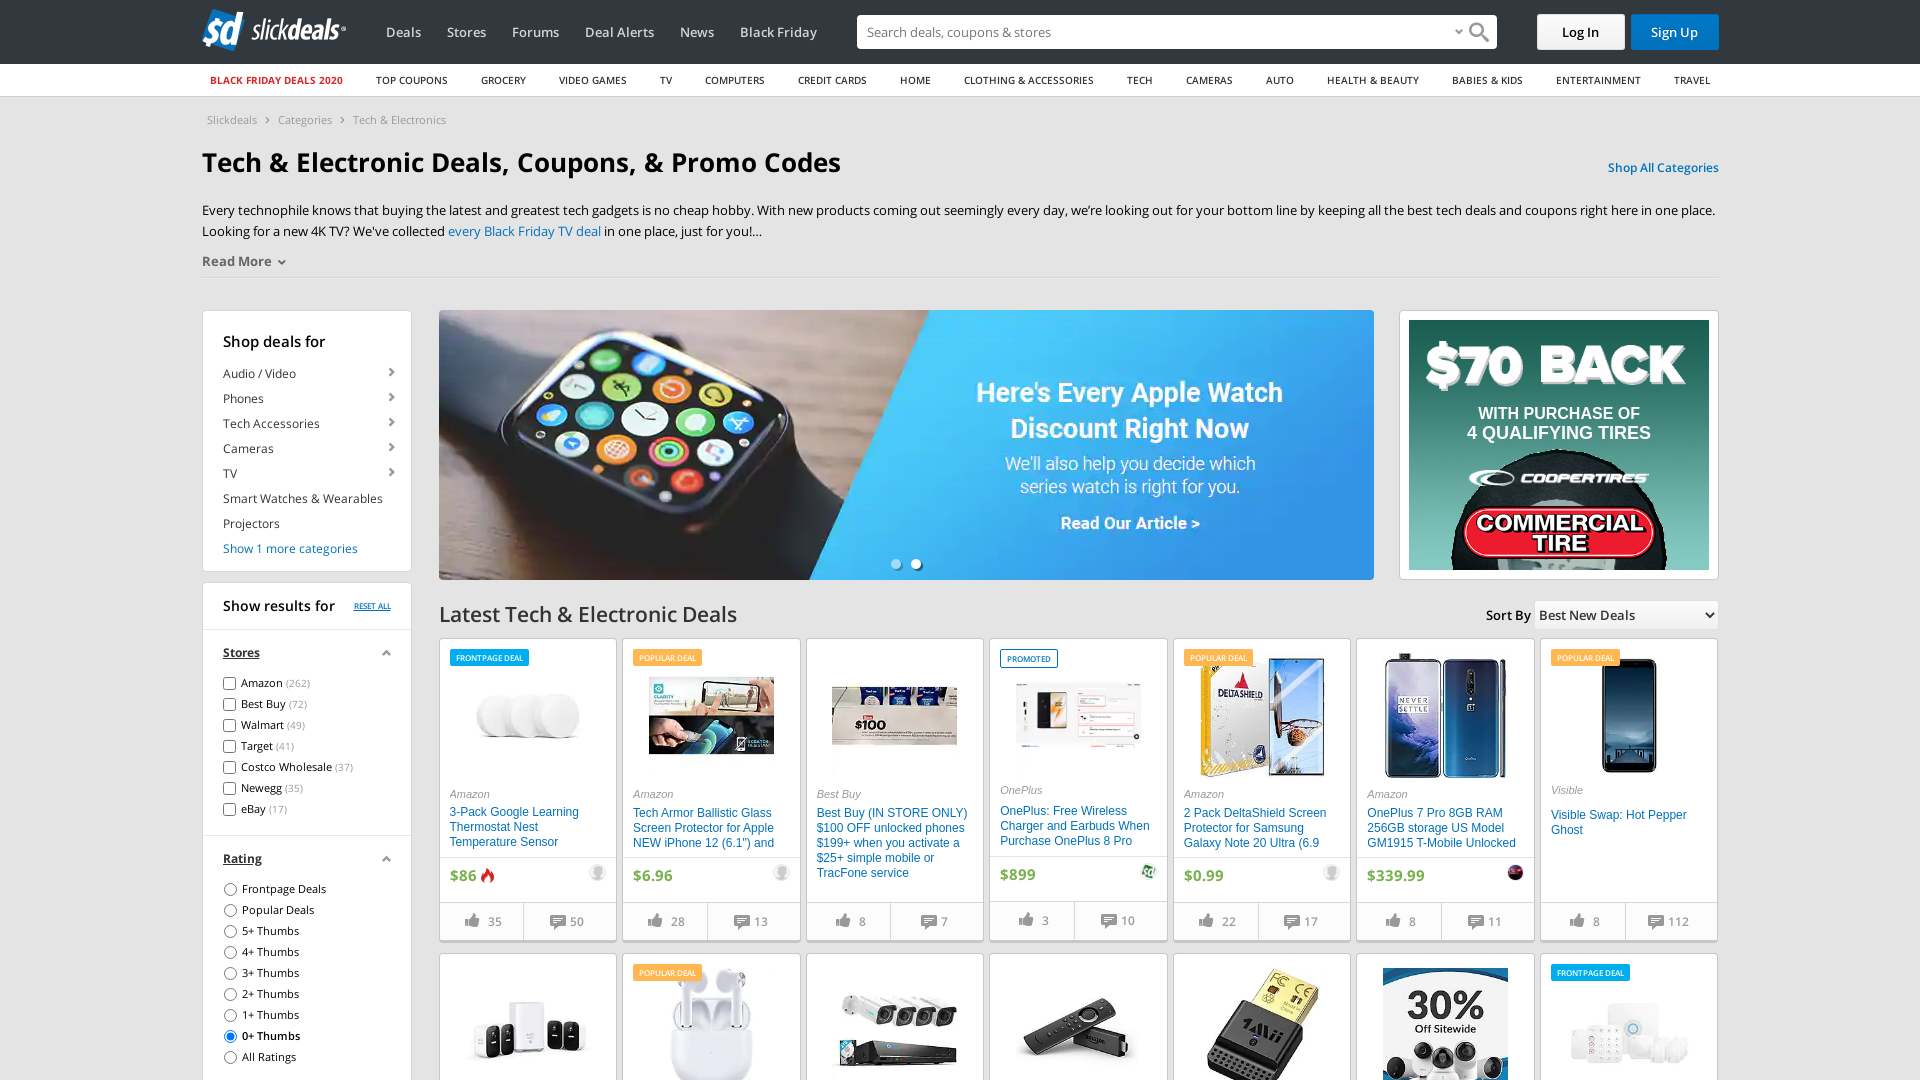 slickdeals
Deals
Stores
Forums
Deal Alerts
News
Black Friday
Search deals, coupons & stores
Log In
Sign Up
BLACK FRIDAY DEALS 2020
TOP COUPONS
GROCERY
VIDEO GAMES
TV
COMPUTERS
CREDIT CARDS
HOME
CLOTHING & ACCESSORIES
TECH
CAMERAS
AUTO
HEALTH & BEAUTY
BABIES & KIDS
ENTERTAINMENT
TRAVEL
Slickdeals > Categories > Tech & Electronics
Tech & Electronic Deals, Coupons, & Promo Codes
Shop All Categories
Every technophile knows that buying the latest and greatest tech gadgets is no cheap hobby. With new products coming out seemingly every day, we’re looking out for your bottom line by keeping all the best tech deals and coupons right here in one place.
Looking for a new 4K TV? We've collected every Black Friday TV deal in one place, just for you!...
Read More
Shop deals for
Audio / Video
Phones
Tech Accessories
Cameras
TV
Smart Watches & Wearables
Projectors
Show 1 more categories
Show results for
RESET ALL
Stores
Amazon (262)
Best Buy (72)
Walmart (49)
Target (41)
Costco Wholesale (37)
Newegg (35)
eBay (17)
Rating
Frontpage Deals
Popular Deals
5+ Thumbs
4+ Thumbs
3+ Thumbs
2+ Thumbs
1+ Thumbs
0+ Thumbs
All Ratings
Here's Every Apple Watch
Discount Right Now
We'll also help you decide which
series watch is right for you.
Read Our Article >
$70 BACK
WITH PURCHASE OF
4 QUALIFYING TIRES
COOPERTIRES
COMMERCIAL
TIRE
Latest Tech & Electronic Deals
Sort By
Best New Deals
FRONTPAGE DEAL
Amazon
3-Pack Google Learning
Thermostat Nest
Temperature Sensor
$86
35
50
POPULAR DEAL
CLARITY
Amazon
Tech Armor Ballistic Glass
Screen Protector for Apple
NEW iPhone 12 (6.1") and
$6.96
28
13
$100
Best Buy
Best Buy (IN STORE ONLY)
$100 OFF unlocked phones
$199+ when you activate a
$25+ simple mobile or
TracFone service
8
7
PROMOTED
OnePlus
OnePlus: Free Wireless
Charger and Earbuds When
Purchase OnePlus 8 Pro
$899
3
10
POPULAR DEAL
DELTASHIELD
Amazon
2 Pack DeltaShield Screen
Protector for Samsung
Galaxy Note 20 Ultra (6.9
$0.99
22
17
NEVER
SETTLE
Amazon
OnePlus 7 Pro 8GB RAM
256GB storage US Model
GM1915 T-Mobile Unlocked
$339.99
8
11
POPULAR DEAL
Visible
Visible Swap: Hot Pepper
Ghost
8
112
POPULAR DEAL
1Mii
30%
Off Sitewide
FRONTPAGE DEAL